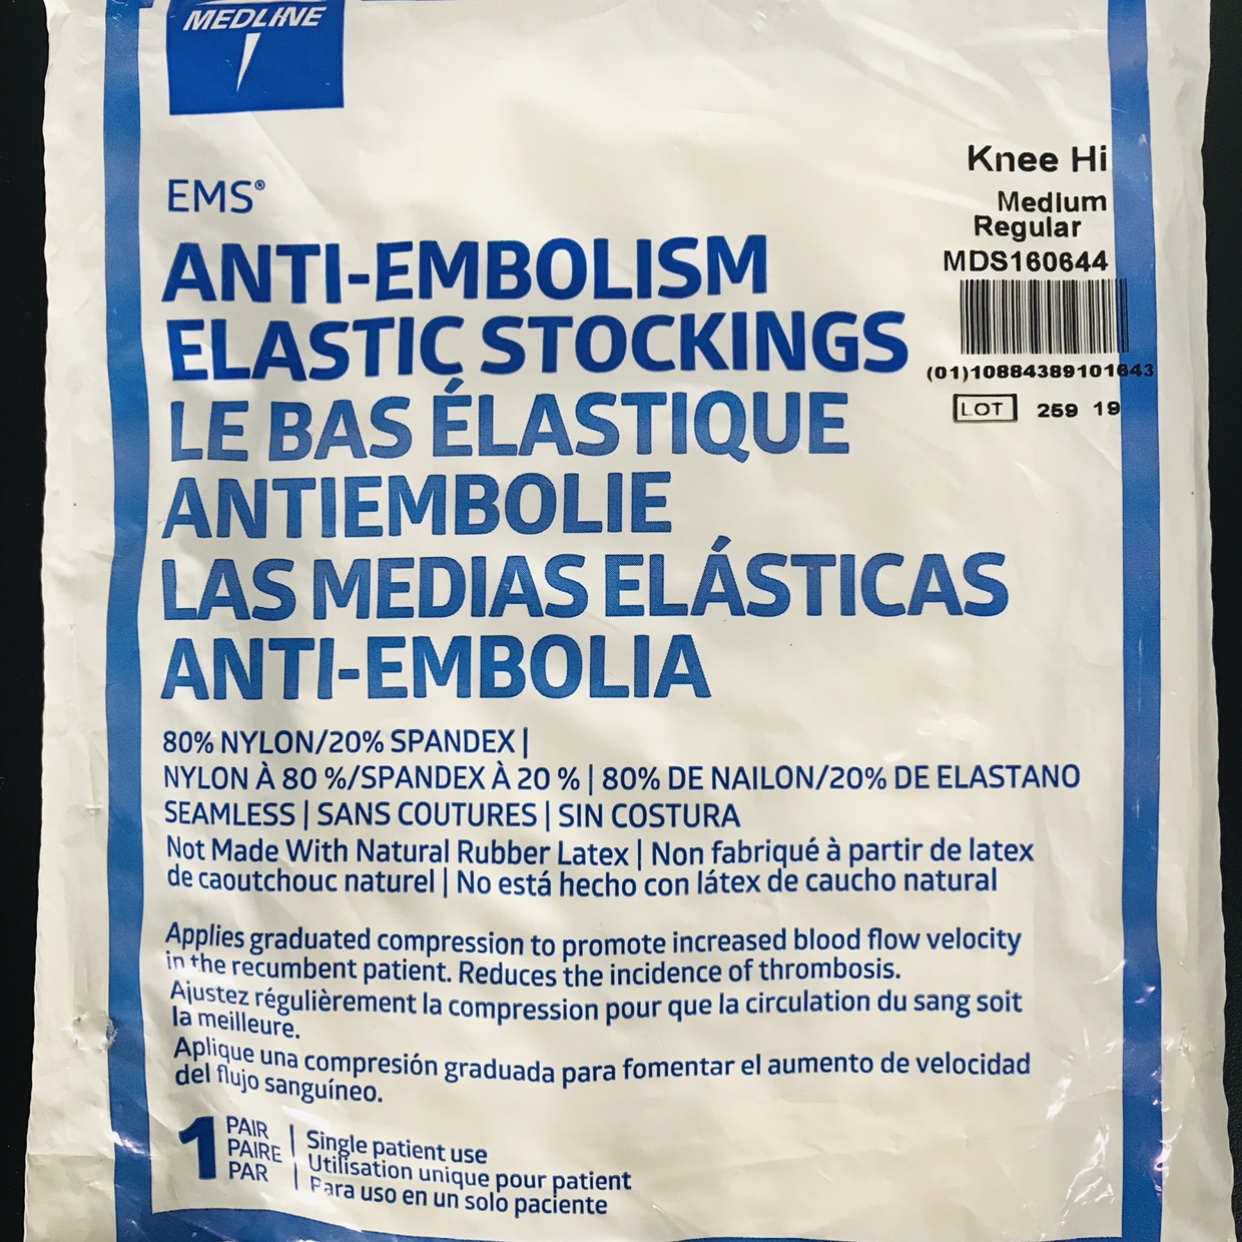 MEDLINE
EMS®
ANTI-EMBOLISM
ELASTIC STOCKINGS
LE BAS ÉLASTIQUE
ANTIEMBOLIE
LAS MEDIAS ELÁSTICAS
ANTI-EMBOLIA
Knee Hi
Medium
Regular
MDS160644
(01)10884389101643
LOT 259 19
80% NYLON/20% SPANDEX |
NYLON À 80 %/SPANDEX À 20 % | 80% DE NAILON/20% DE ELASTANO
SEAMLESS | SANS COUTURES | SIN COSTURA
Not Made With Natural Rubber Latex | Non fabriqué à partir de latex
de caoutchouc naturel | No está hecho con látex de caucho natural
Applies graduated compression to promote increased blood flow velocity
in the recumbent patient. Reduces the incidence of thrombosis.
Ajustez régulièrement la compression pour que la circulation du sang soit
la meilleure.
Aplique una compresión graduada para fomentar el aumento de velocidad
del flujo sanguíneo.
1 PAIR | Single patient use
PAIRE | Utilisation unique pour patient
PAR | Para uso en un solo paciente